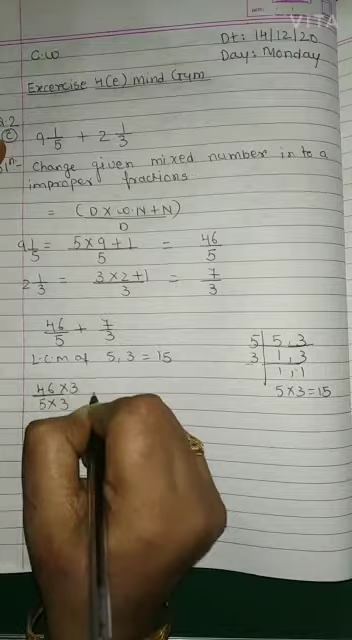 VITA
C.W
Dt: 14/12/20
Day: Monday
Excercise 4(e) Mind Gym
Q.2
(C) 9 1/5 + 2 1/3
Soln- Change given mixed number in to a
improper fractions
= (D × W.N + N) / D
9 1/5 = 5×9+1 / 5 = 46/5
2 1/3 = 3×2+1 / 3 = 7/3
46/5 + 7/3
L.C.M of 5, 3 = 15
5 | 5, 3
3 | 1, 3
1, 1
5×3=15
46×3 / 5×3